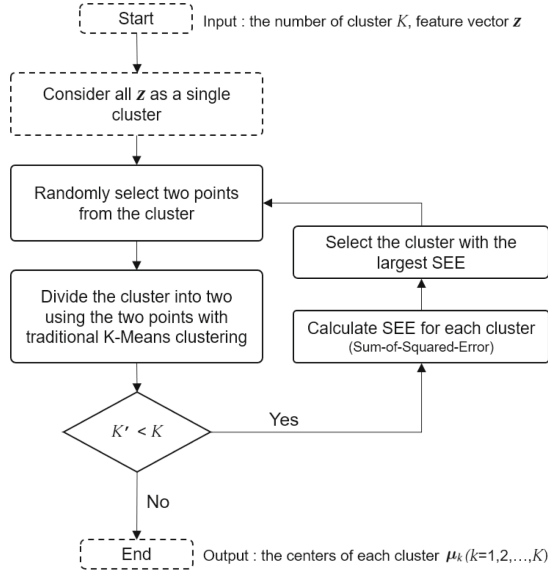 Start
Input : the number of cluster K, feature vector z
Consider all z as a single
cluster
Randomly select two points
from the cluster
Divide the cluster into two
using the two points with
traditional K-Means clustering
Select the cluster with the
largest SEE
Calculate SEE for each cluster
(Sum-of-Squared-Error)
K′ < K
Yes
No
End
Output : the centers of each cluster μk(k=1,2,...,K)